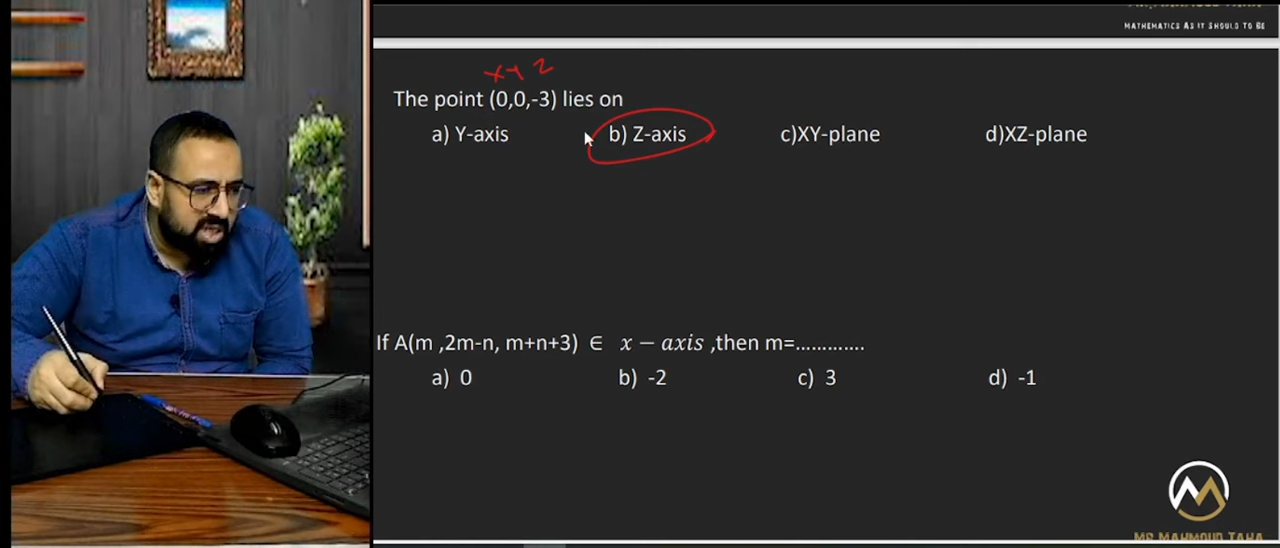 MATHEMATICS AS IT SHOULD TO BE
X Y Z
The point (0,0,-3) lies on
a) Y-axis b) Z-axis c)XY-plane d)XZ-plane
If A(m ,2m-n, m+n+3) ∈ x − axis ,then m=.............
a) 0 b) -2 c) 3 d) -1
MR MAHMOUD TAHA